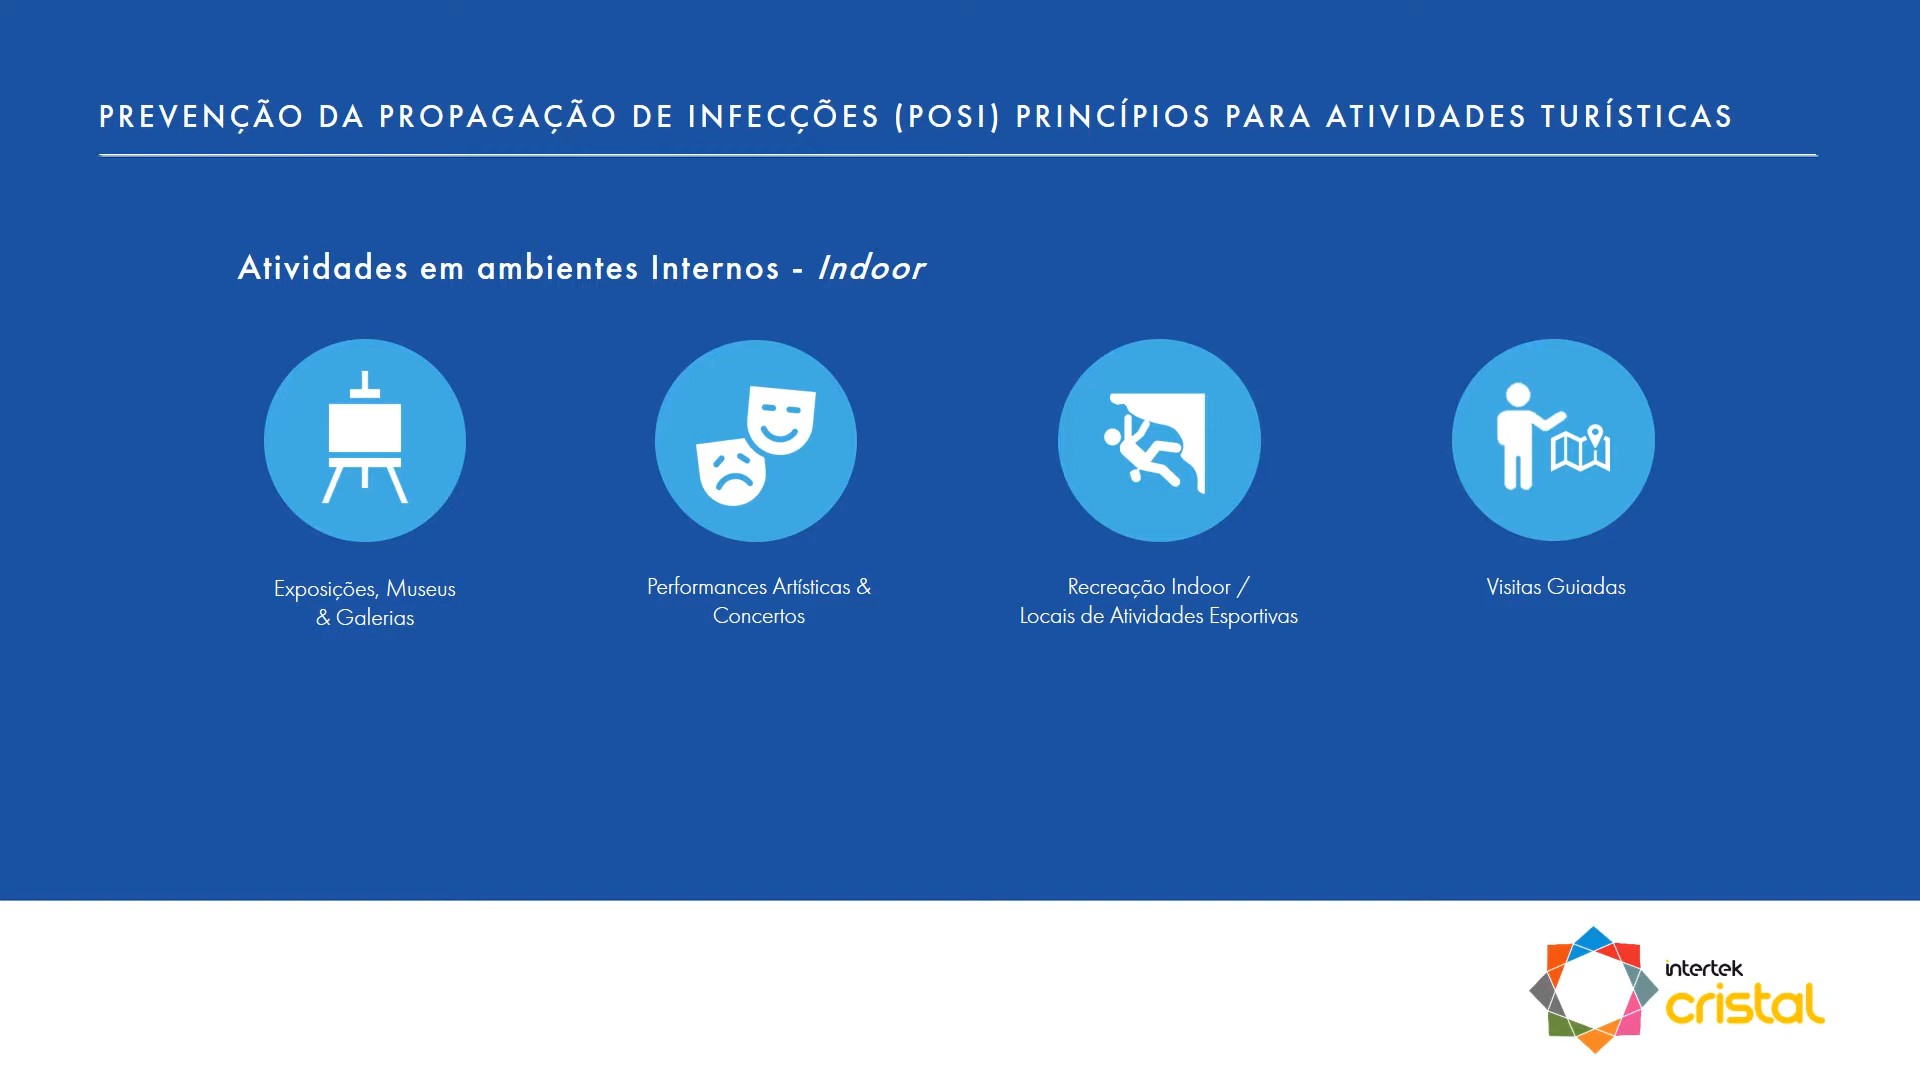 PREVENÇÃO DA PROPAGAÇÃO DE INFECÇÕES (POSI) PRINCÍPIOS PARA ATIVIDADES TURÍSTICAS
Atividades em ambientes Internos - Indoor
Exposições, Museus
& Galerias
Performances Artísticas &
Concertos
Recreação Indoor /
Locais de Atividades Esportivas
Visitas Guiadas
intertek
cristal